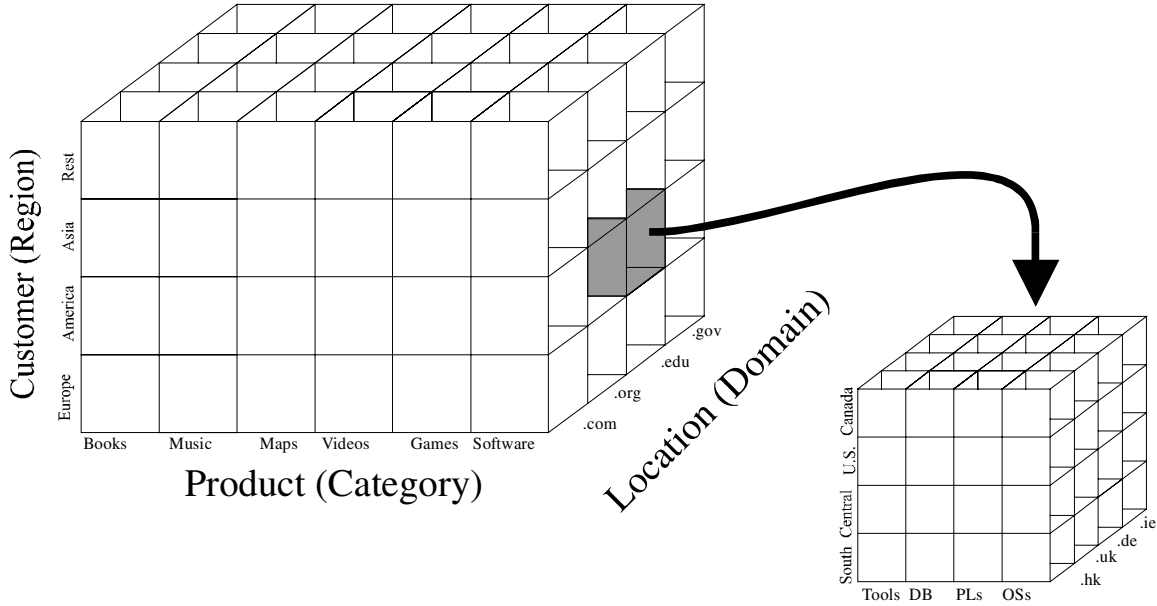 Customer (Region)
Rest
Asia
America
Europe
Books
Music
Maps
Videos
Games
Software
Product (Category)
.com
.org
.edu
.gov
Location (Domain)
Canada
U.S.
Central
South
Tools
DB
PLs
OSs
.hk
.uk
.de
.ie